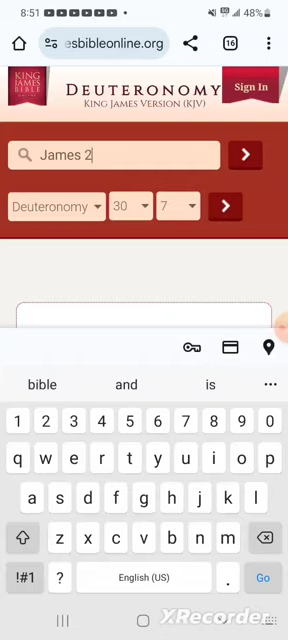 8:51
48%
esbibleonline.org
16
KING JAMES BIBLE ONLINE
DEUTERONOMY
KING JAMES VERSION (KJV)
Sign In
James 2
Deuteronomy 30 7
bible and is
1 2 3 4 5 6 7 8 9 0
q w e r t y u i o p
a s d f g h j k l
z x c v b n m
!#1 ? English (US) . Go
XRecorder